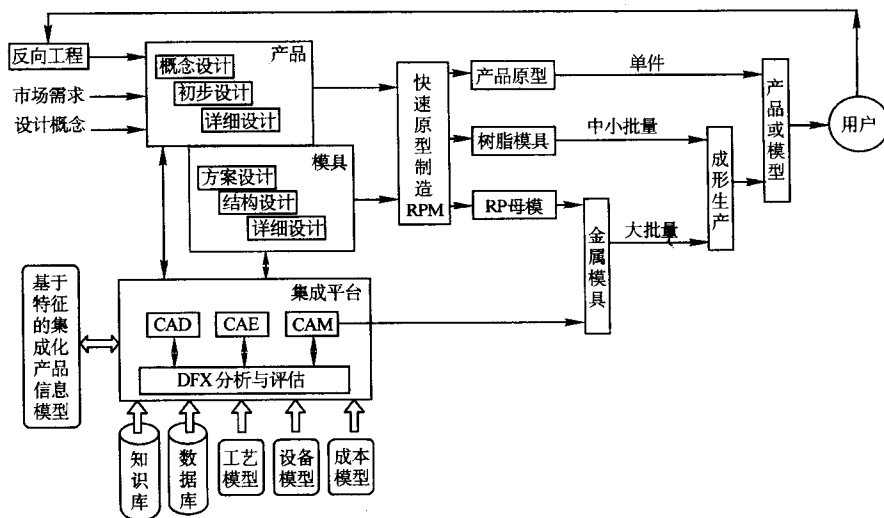 反向工程
市场需求
设计概念
产品
概念设计
初步设计
详细设计
模具
方案设计
结构设计
详细设计
快速原型制造
RPM
产品原型
单件
树脂模具
中小批量
RP母模
金属模具
大批量
成形生产
产品或模型
用户
基于
特征
的集
成化
产品
信息
模型
集成平台
CAD
CAE
CAM
DFX分析与评估
知识库
数据库
工艺
模型
设备
模型
成本
模型